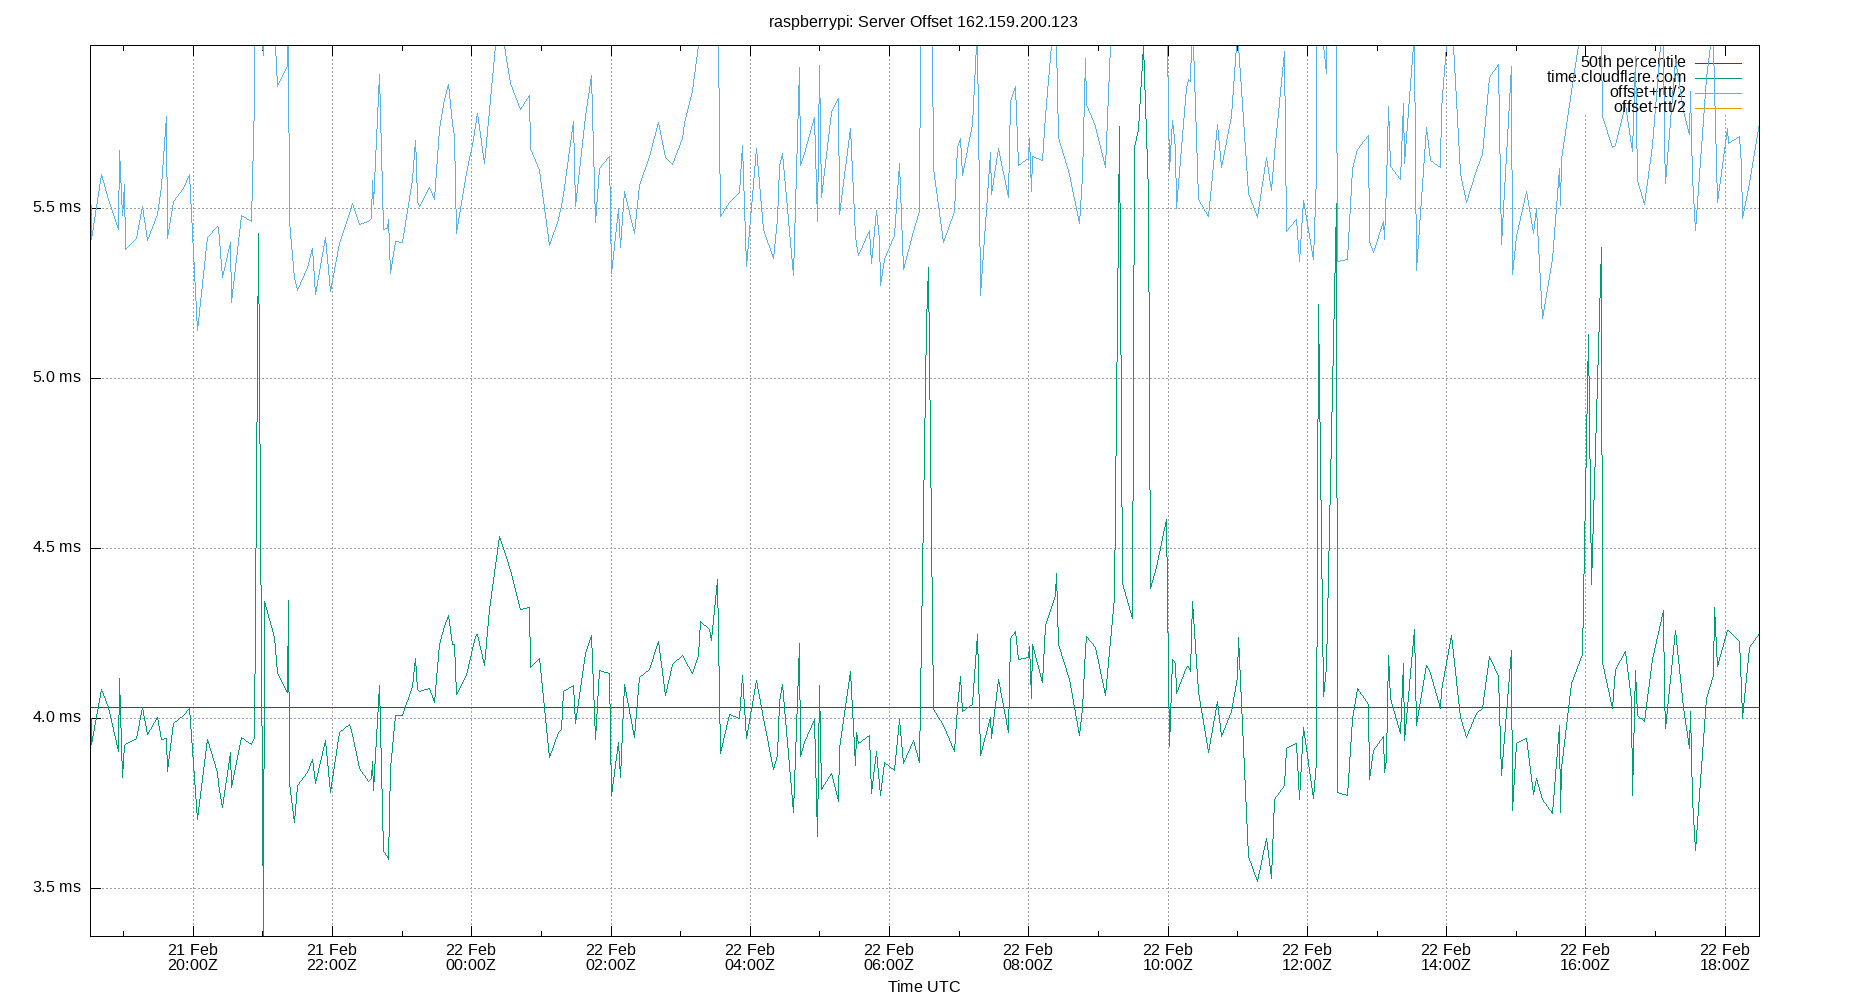 raspberrypi: Server Offset 162.159.200.123
50th percentile
time.cloudflare.com
offset+rtt/2
offset-rtt/2
5.5 ms
5.0 ms
4.5 ms
4.0 ms
3.5 ms
21 Feb 21 Feb 22 Feb 22 Feb 22 Feb 22 Feb 22 Feb 22 Feb 22 Feb 22 Feb 22 Feb 22 Feb
20:00Z 22:00Z 00:00Z 02:00Z 04:00Z 06:00Z 08:00Z 10:00Z 12:00Z 14:00Z 16:00Z 18:00Z
Time UTC